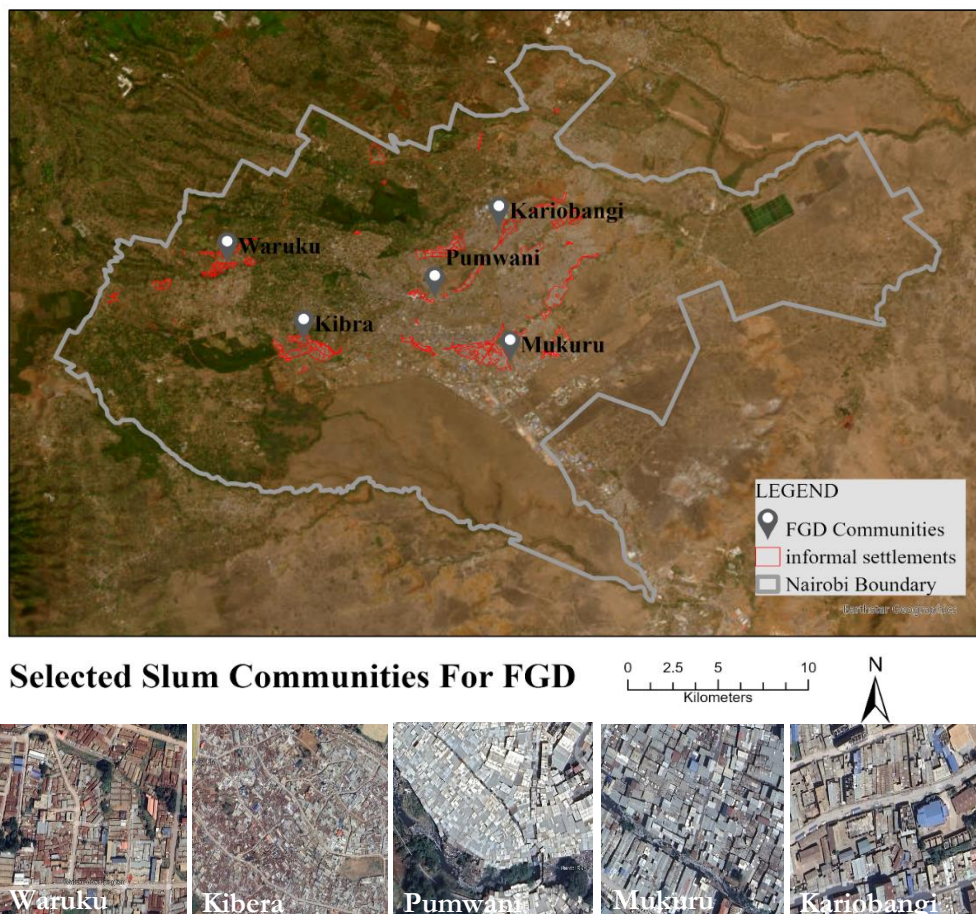 Kariobangi
Waruku
Pumwani
Kibra
Mukuru
LEGEND
FGD Communities
informal settlements
Nairobi Boundary
Earthstar Geographics
Selected Slum Communities For FGD
0 2.5 5 10
Kilometers
N
Waruku
Kibera
Pumwani
Mukuru
Kariobangi